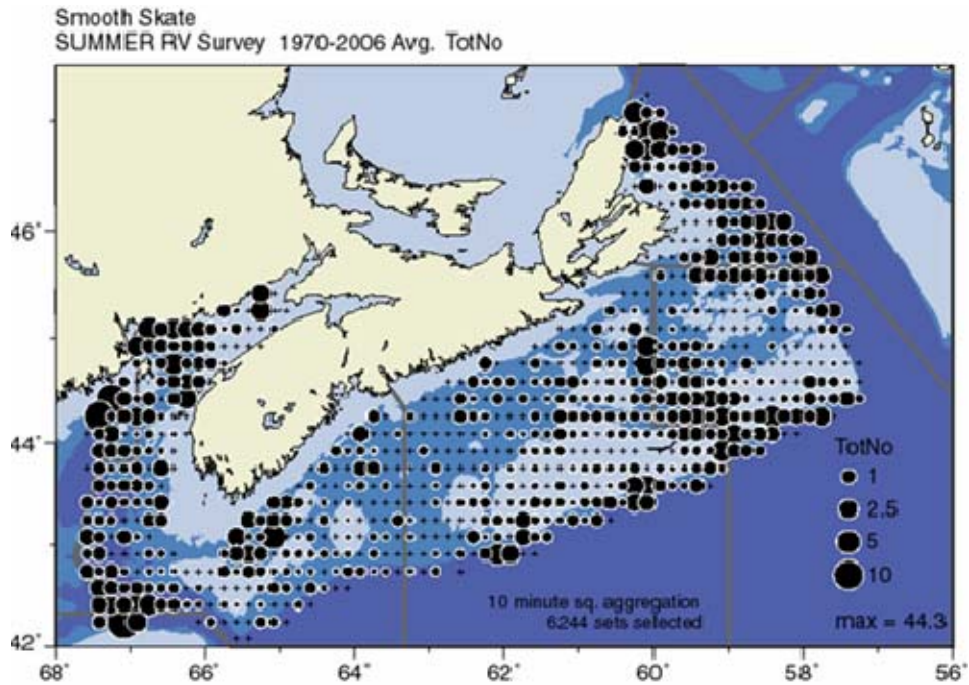 Smooth Skate
SUMMER RV Survey 1970-2006 Avg. TotNo
46°
44°
42°
TotNo
1
2.5
5
10
10 minute sq. aggregation
6244 sets selected
max = 44.3
68° 66° 64° 62° 60° 58° 56°